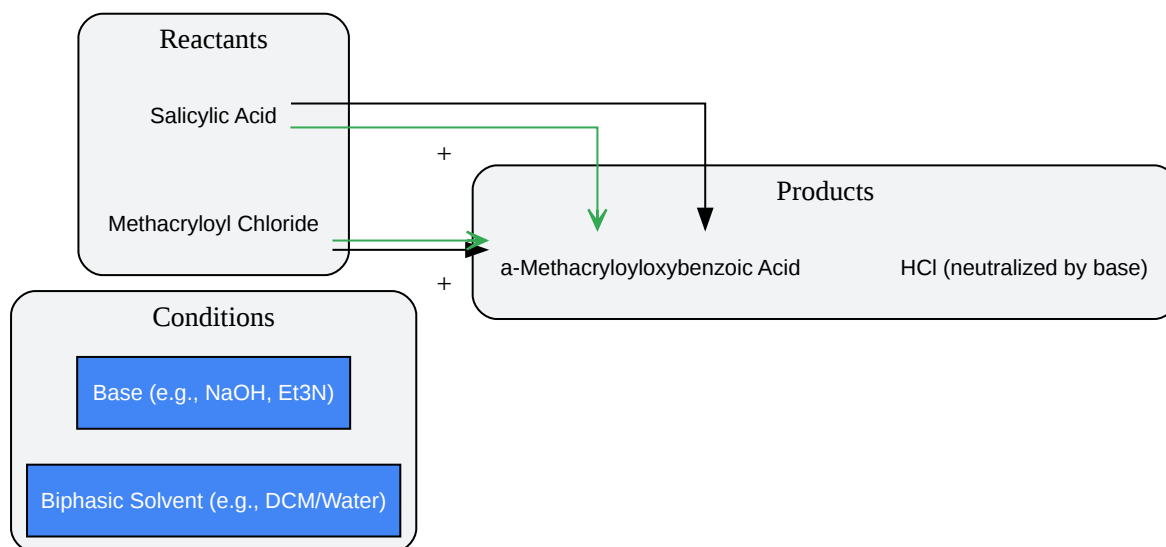 Reactants
Salicylic Acid
+
Products
Methacryloyl Chloride
a-Methacryloyloxybenzoic Acid
HCl (neutralized by base)
+
Conditions
Base (e.g., NaOH, Et3N)
Biphasic Solvent (e.g., DCM/Water)